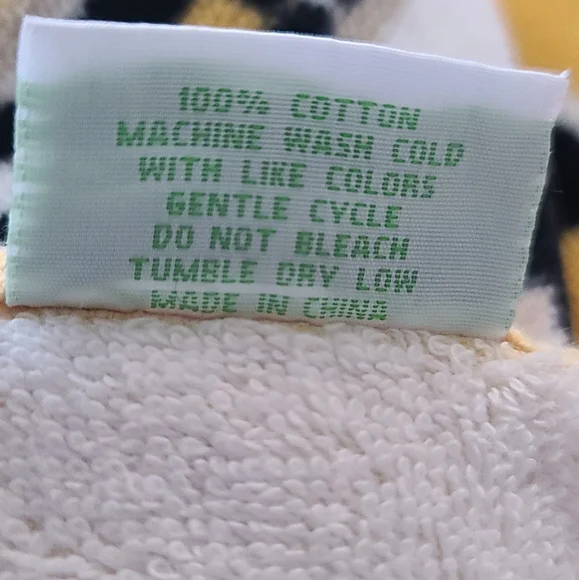 100% COTTON
MACHINE WASH COLD
WITH LIKE COLORS
GENTLE CYCLE
DO NOT BLEACH
TUMBLE DRY LOW
MADE IN CHINA